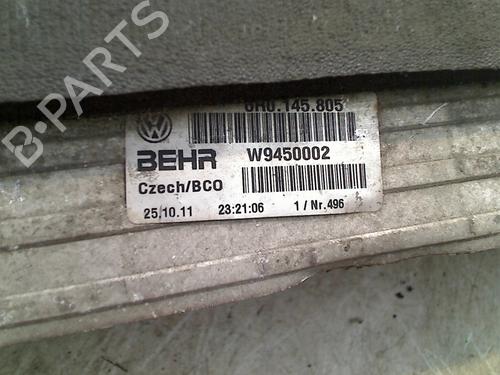 6R0.145.805
BEHR W9450002
Czech/BCO
25.10.11 23:21:06 1 / Nr. 496
B-PARTS